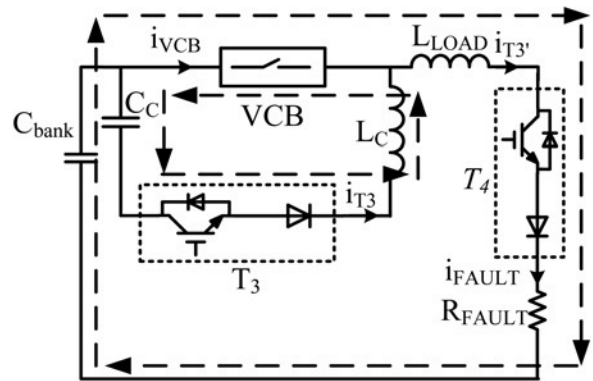 i_VCB
L_LOAD
i_T3'
C_C
VCB
C_bank
L_C
T_4
i_T3
T_3
i_FAULT
R_FAULT